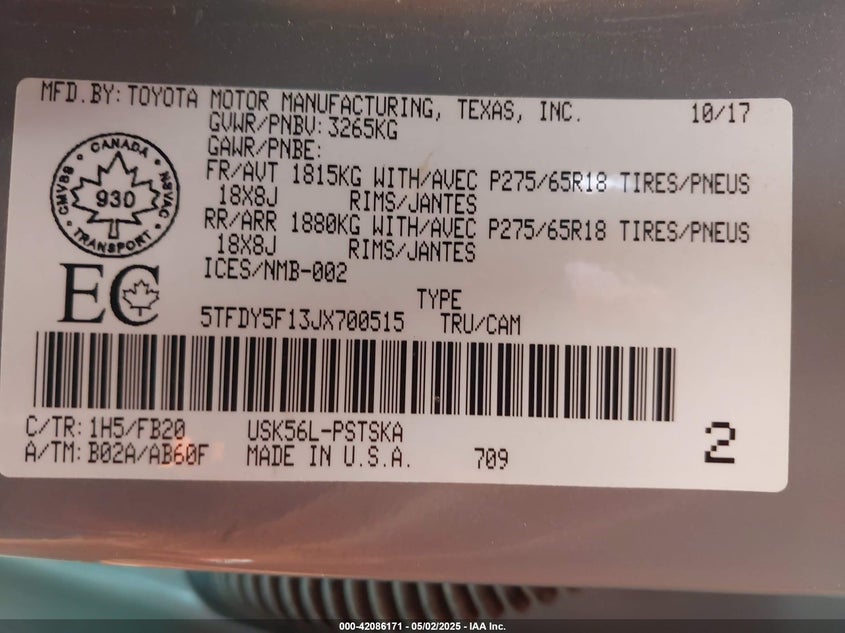 MFD.BY: TOYOTA MOTOR MANUFACTURING, TEXAS, INC. 10/17
GVWR/PNBV: 3265KG
GAWR/PNBE:
FR/AVT 1815KG WITH/AVEC P275/65R18 TIRES/PNEUS
18X8J RIMS/JANTES
RR/ARR 1880KG WITH/AVEC P275/65R18 TIRES/PNEUS
18X8J RIMS/JANTES
ICES/NMB-002
CANADA
CMVSS
NSVAC
930
TRANSPORT
EC
TYPE
5TFDY5F13JX700515 TRU/CAM
C/TR: 1H5/FB20 USK56L-PSTSKA
A/TM: B02A/AB60F MADE IN U.S.A. 709
2
000-42086171 - 05/02/2025 - IAA Inc.